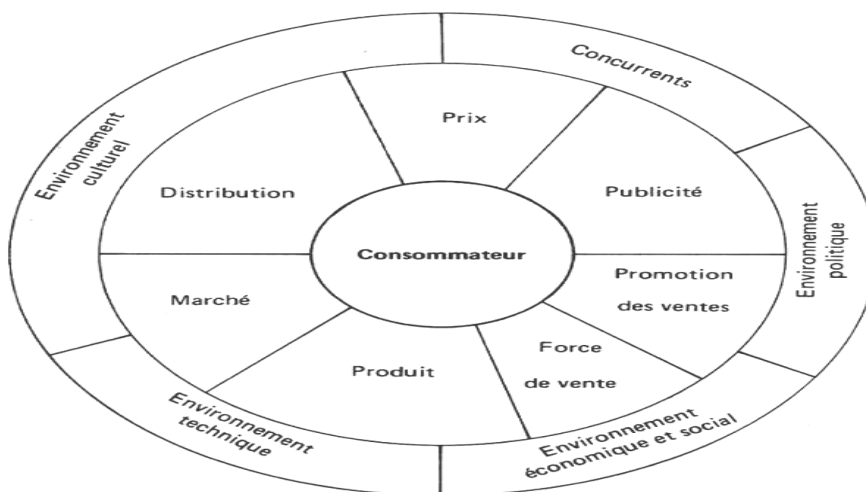 Concurrents
Environnement
culturel
Prix
Distribution
Publicité
Consommateur
Environnement
politique
Marché
Promotion
des ventes
Produit
Force
de vente
Environnement
technique
Environnement
économique et social